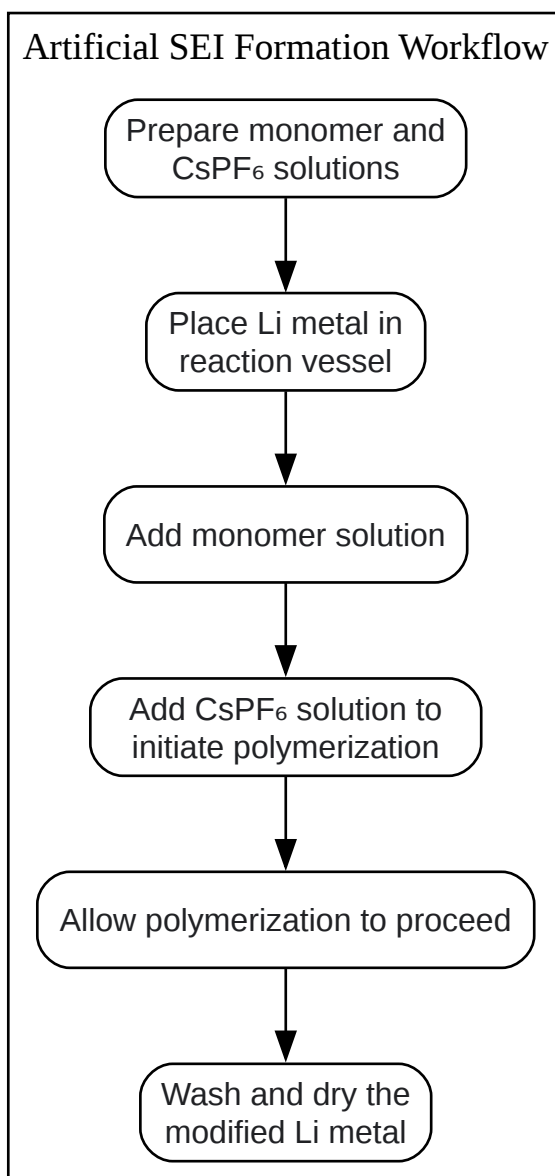 Artificial SEI Formation Workflow
Prepare monomer and
CsPF₆ solutions
Place Li metal in
reaction vessel
Add monomer solution
Add CsPF₆ solution to
initiate polymerization
Allow polymerization to proceed
Wash and dry the
modified Li metal